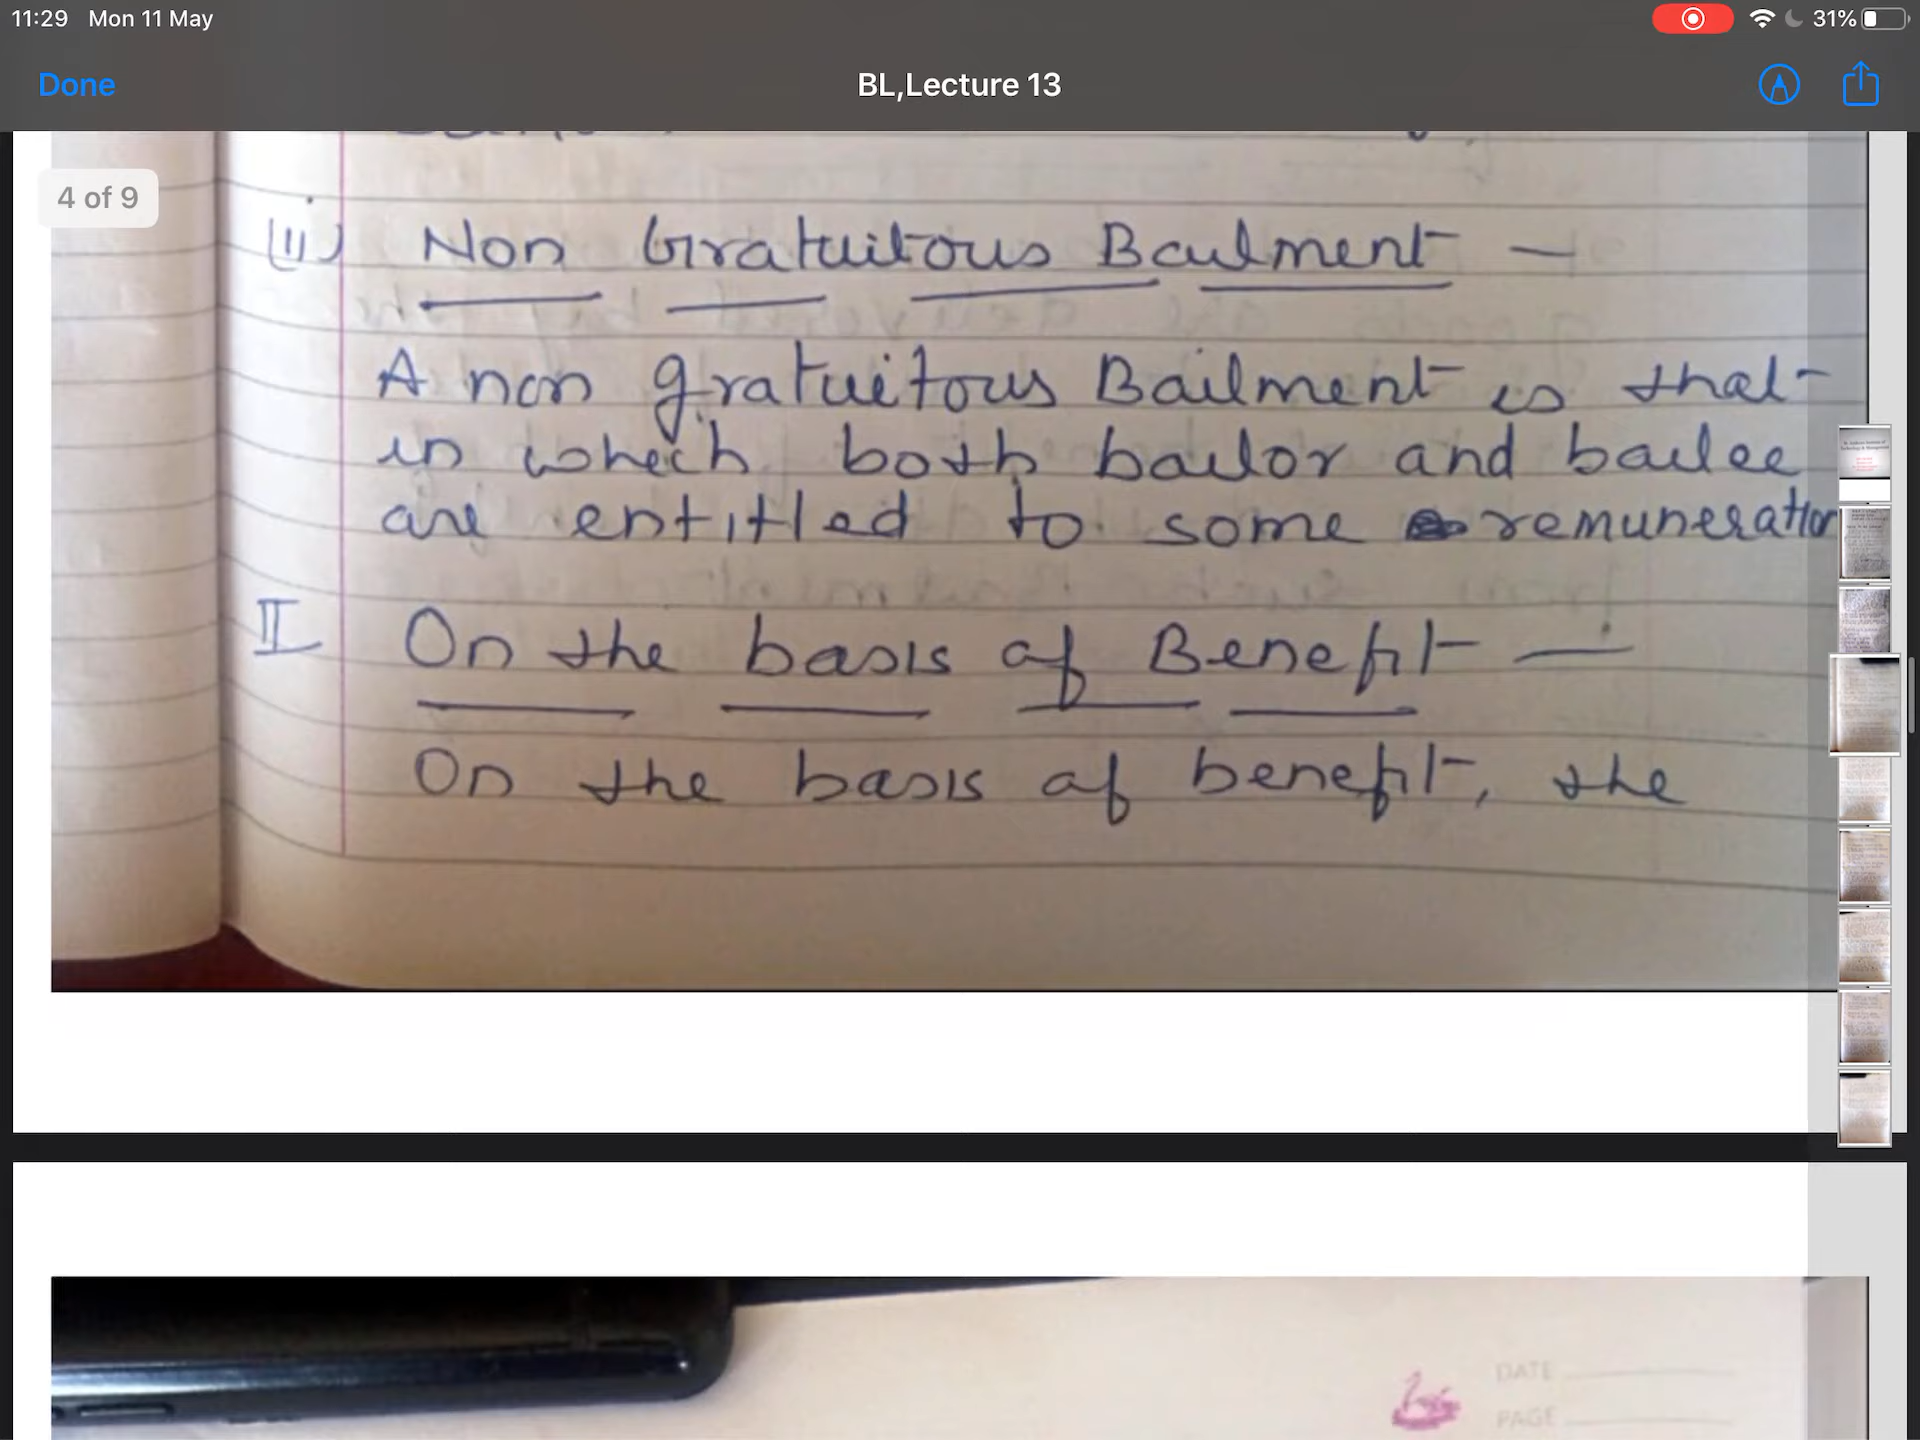 11:29 Mon 11 May
31%
Done
BL,Lecture 13
4 of 9
(ii) Non Gratuitous Bailment —
A non gratuitous Bailment is that
in which both bailor and bailee
are entitled to some remuneration
II On the basis of Benefit —
On the basis of benefit, the
DATE
PAGE